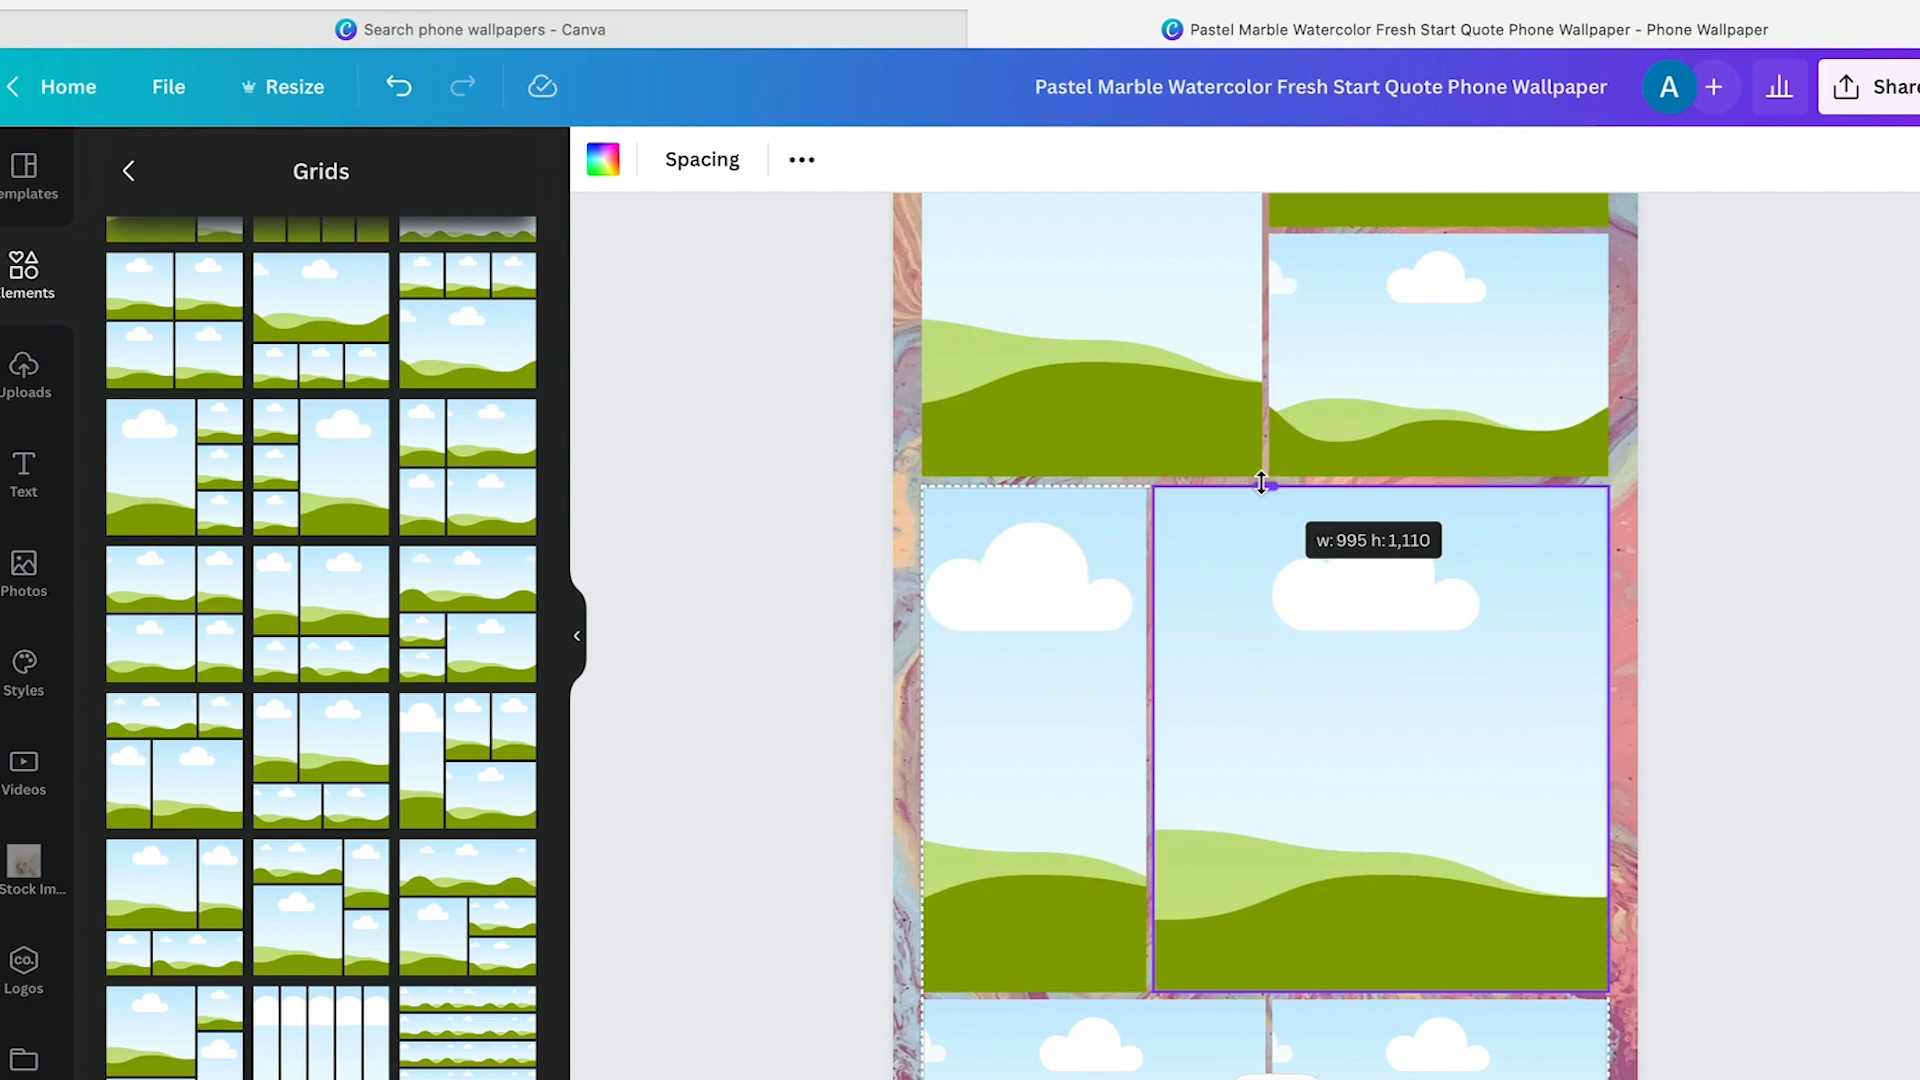 Search phone wallpapers - Canva
Pastel Marble Watercolor Fresh Start Quote Phone Wallpaper - Phone Wallpaper
Home
File
Resize
Pastel Marble Watercolor Fresh Start Quote Phone Wallpaper
A
+
Share
emplates
lements
Uploads
Text
Photos
Styles
Videos
Stock Im...
co.
Logos
Grids
Spacing
w: 995 h: 1,110